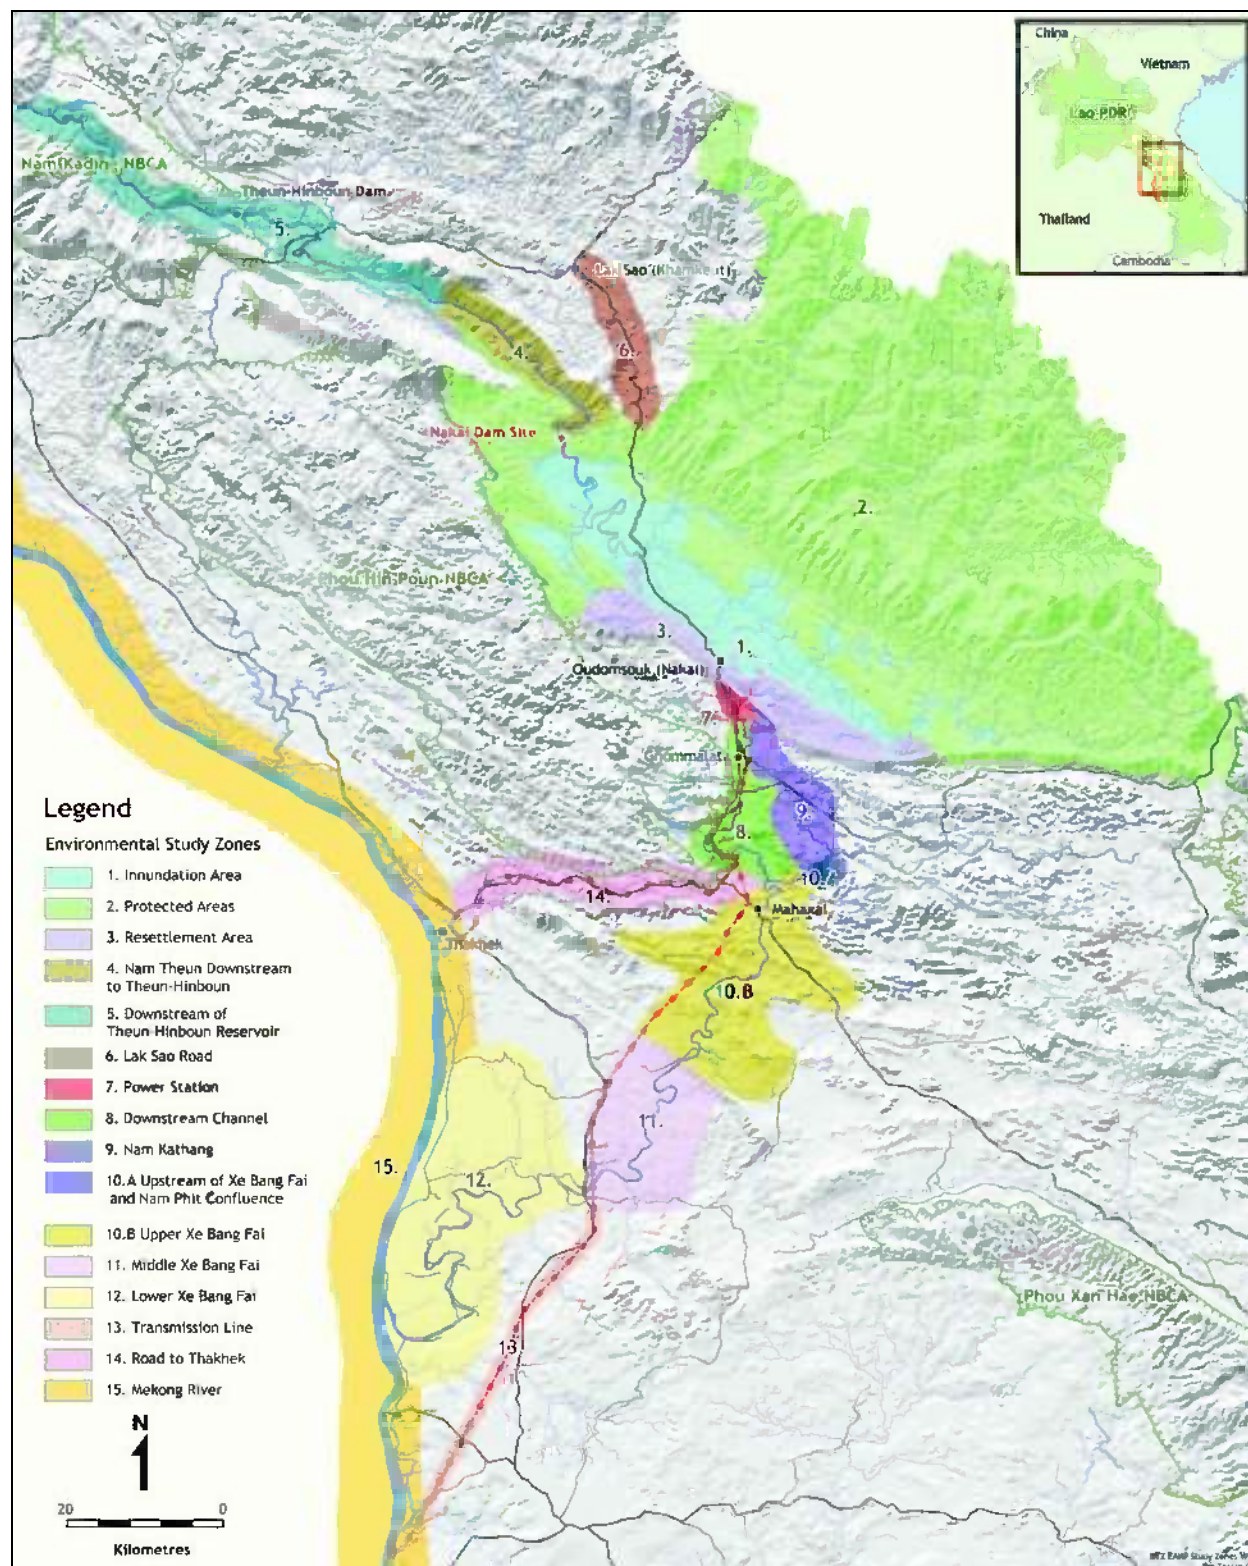 China
Vietnam
Lao PDR
Thailand
Cambodia
Nam Kadin NBCA
Theun-Hinboun Dam
5.
Sao (Khamkeut)
6.
4.
Nakai Dam Site
2.
Phou Hin Poun NBCA
3.
1.
Oudomsouk (Nakai)
7.
Ghommalat
9.
8.
10.
14.
Mahaxai
Thakhek
10.B
11.
15.
12.
Phou Xan Hae NBCA
13.
Legend
Environmental Study Zones
1. Innundation Area
2. Protected Areas
3. Resettlement Area
4. Nam Theun Downstream
to Theun-Hinboun
5. Downstream of
Theun-Hinboun Reservoir
6. Lak Sao Road
7. Power Station
8. Downstream Channel
9. Nam Kathang
10.A Upstream of Xe Bang Fai
and Nam Phit Confluence
10.B Upper Xe Bang Fai
11. Middle Xe Bang Fai
12. Lower Xe Bang Fai
13. Transmission Line
14. Road to Thakhek
15. Mekong River
N
20 0
Kilometres